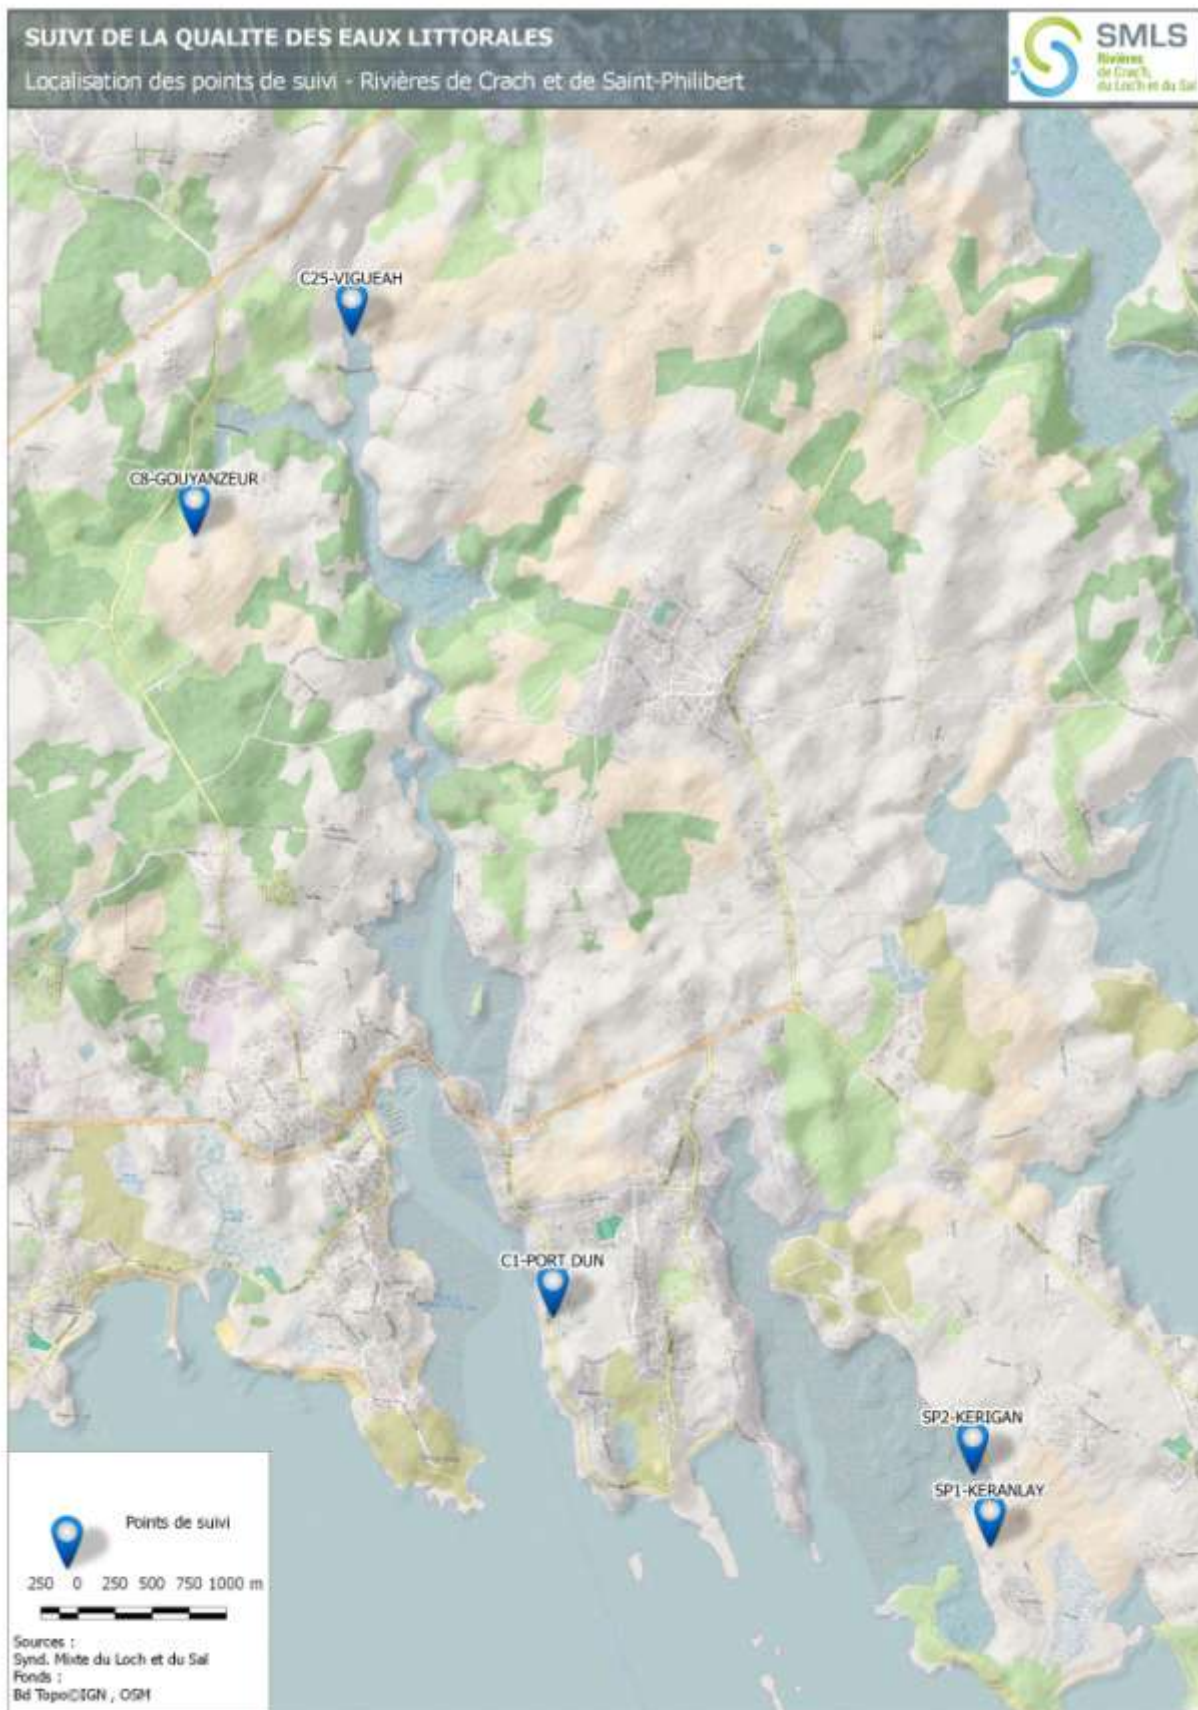 SUIVI DE LA QUALITE DES EAUX LITTORALES
Localisation des points de suivi - Rivières de Crach et de Saint-Philibert
SMLS
Rivières
de Crach,
du Loch et du Sal
C25-VIGUEAH
C8-GOUYANZEUR
C1-PORT DUN
SP2-KERIGAN
SP1-KERANLAY
Points de suivi
250 0 250 500 750 1000 m
Sources :
Synd. Mixte du Loch et du Sal
Fonds :
Bd Topo©IGN , OSM